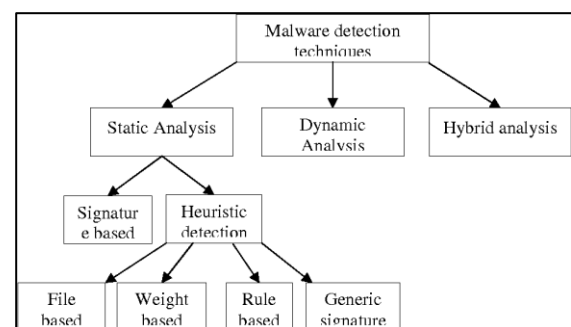 Malware detection
techniques
Static Analysis
Dynamic
Analysis
Hybrid analysis
Signatur
e based
Heuristic
detection
File
based
Weight
based
Rule
based
Generic
signature